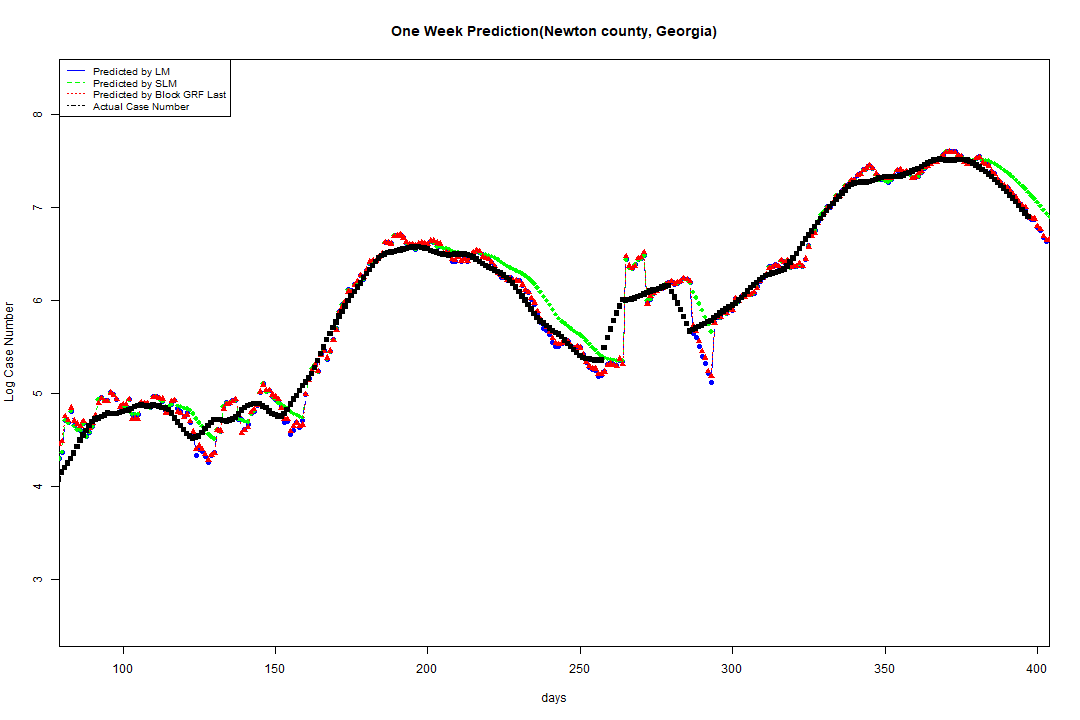 One Week Prediction(Newton county, Georgia)
Predicted by LM
Predicted by SLM
Predicted by Block GRF Last
Actual Case Number
8
7
6
5
4
3
Log Case Number
100 150 200 250 300 350 400
days